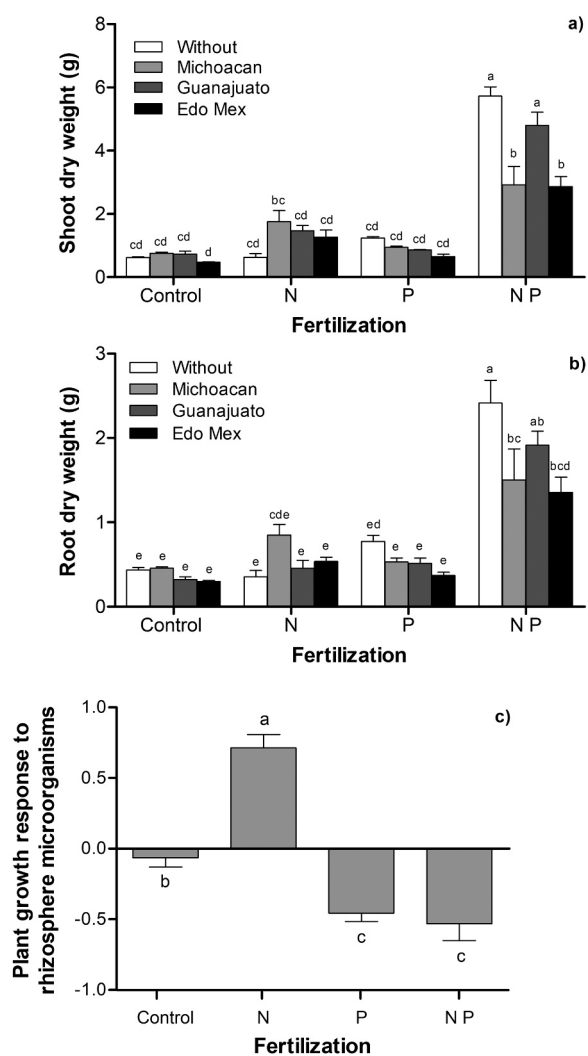 a)
Shoot dry weight (g)
8
6
4
2
0
Without
Michoacan
Guanajuato
Edo Mex
cd cd cd d
cd bc cd cd
cd cd cd cd
a b a b
Control N P N P
Fertilization
b)
Root dry weight (g)
3
2
1
0
Without
Michoacan
Guanajuato
Edo Mex
e e e e
e cde e e
ed e e e
a bc ab bcd
Control N P N P
Fertilization
c)
Plant growth response to
rhizosphere microorganisms
1.0
0.5
0.0
-0.5
-1.0
b a c c
Control N P N P
Fertilization